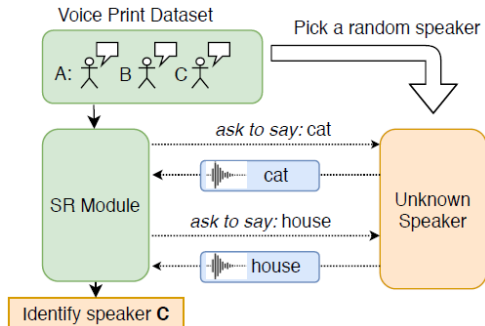 Voice Print Dataset
Pick a random speaker
A: B C
ask to say: cat
cat
SR Module
Unknown
Speaker
ask to say: house
house
Identify speaker C